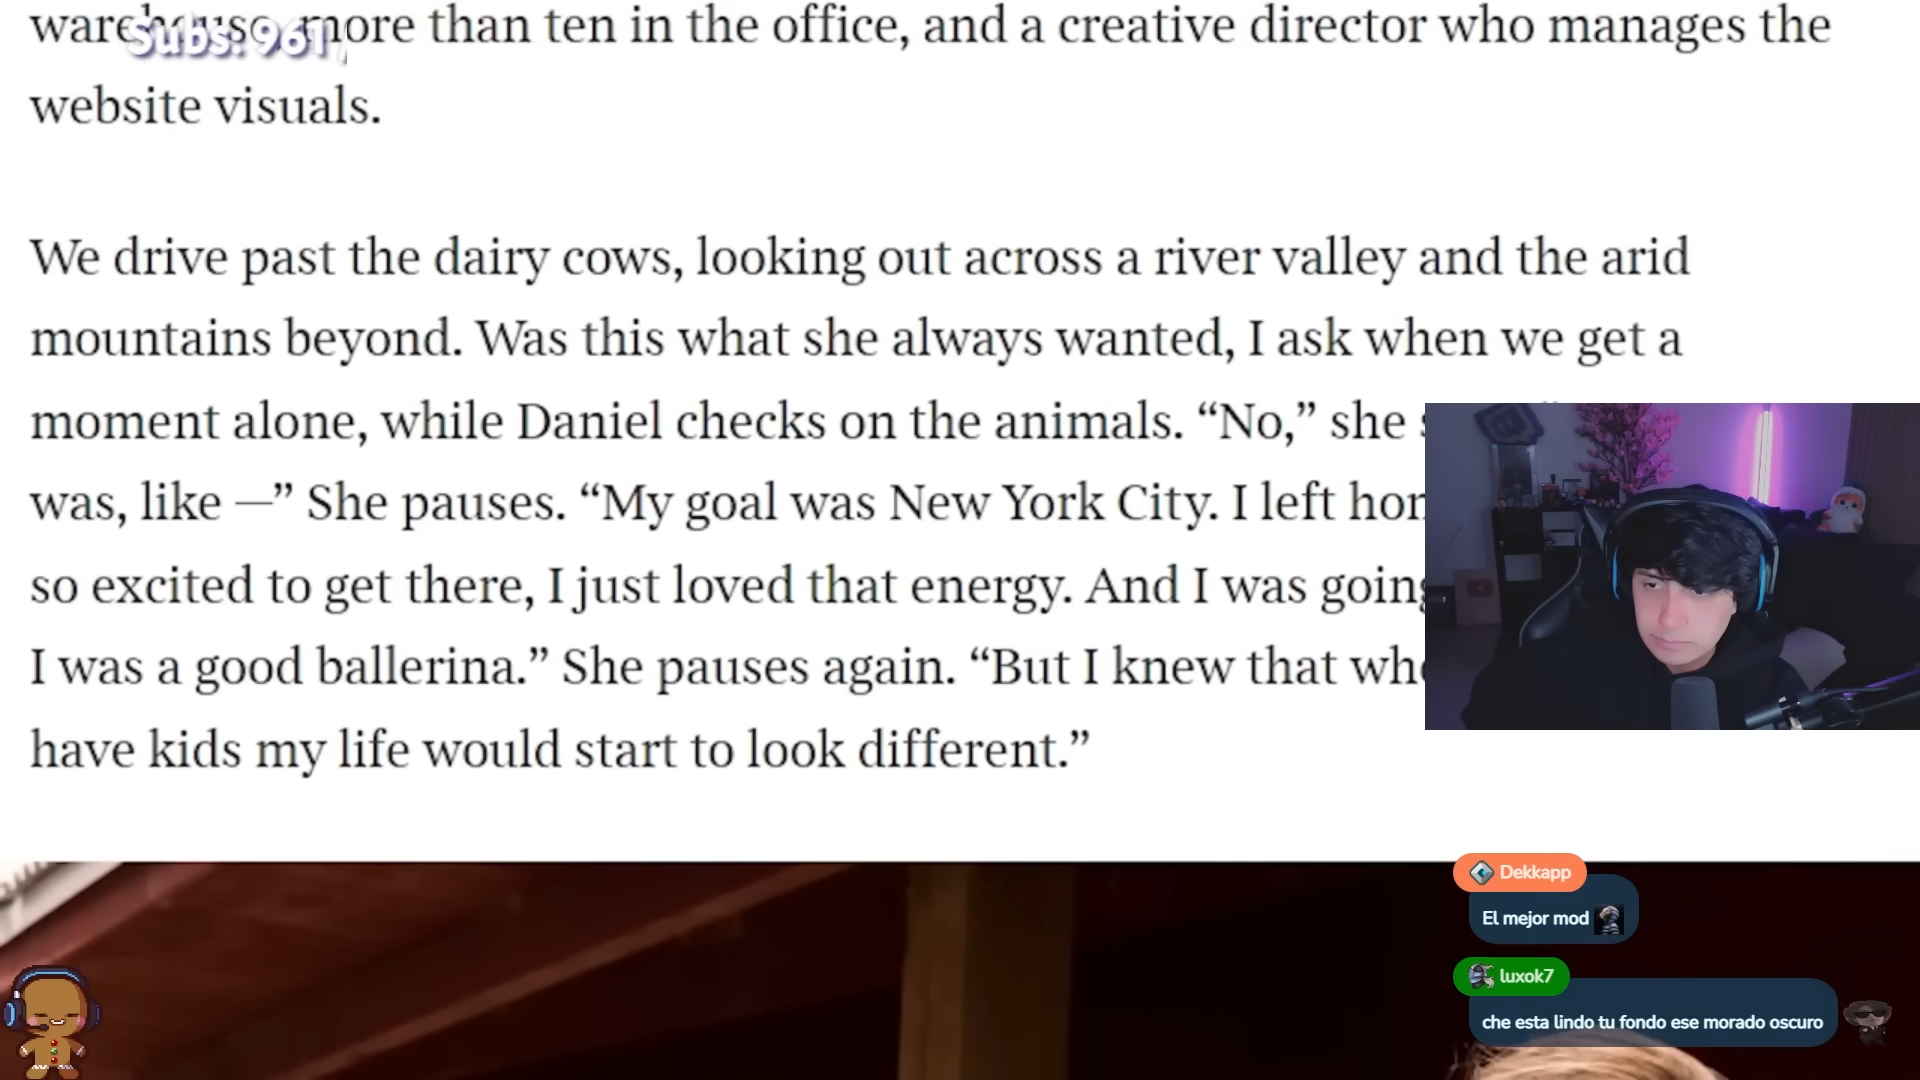 warehouse, more than ten in the office, and a creative director who manages the
Subs: 961
website visuals.
We drive past the dairy cows, looking out across a river valley and the arid
mountains beyond. Was this what she always wanted, I ask when we get a
moment alone, while Daniel checks on the animals. “No,” she
was, like —” She pauses. “My goal was New York City. I left
so excited to get there, I just loved that energy. And I was going
I was a good ballerina.” She pauses again. “But I knew that
have kids my life would start to look different.”
Dekkapp
El mejor mod
luxok7
che esta lindo tu fondo ese morado oscuro